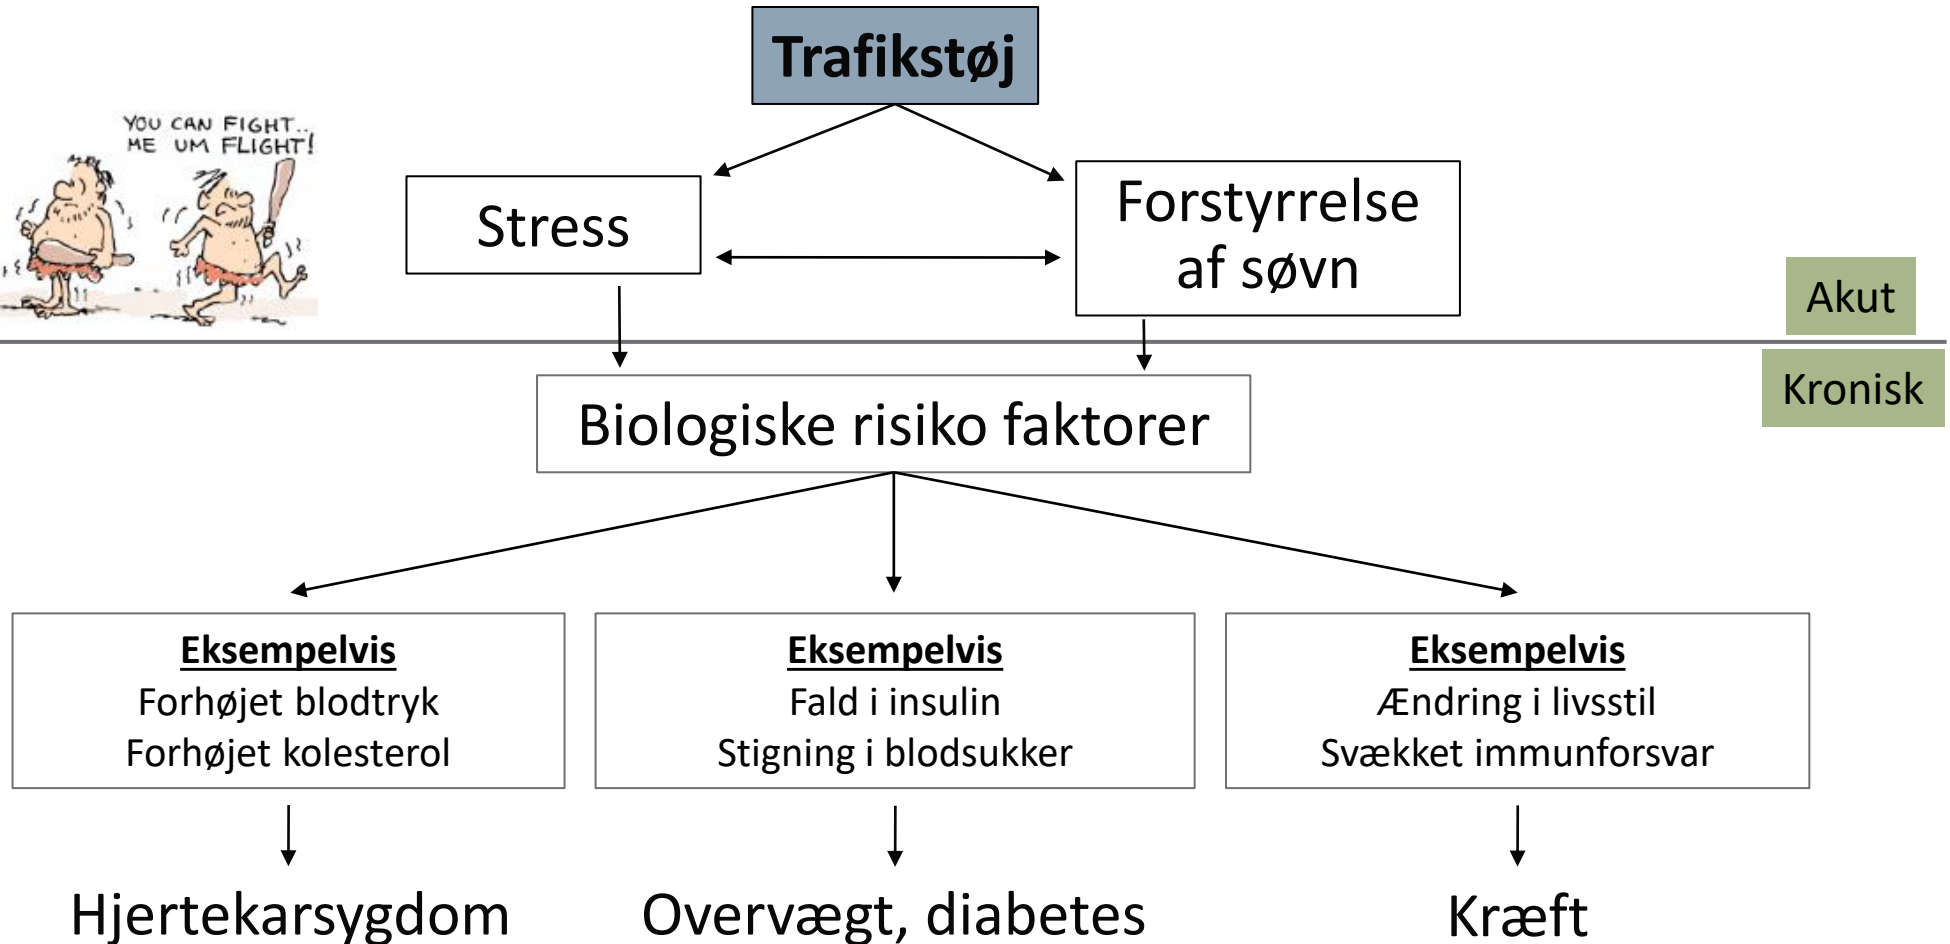 Trafikstøj
YOU CAN FIGHT..
ME UM FLIGHT!
Stress
Forstyrrelse
af søvn
Akut
Kronisk
Biologiske risiko faktorer
Eksempelvis
Forhøjet blodtryk
Forhøjet kolesterol
Eksempelvis
Fald i insulin
Stigning i blodsukker
Eksempelvis
Ændring i livsstil
Svækket immunforsvar
Hjertekarsygdom
Overvægt, diabetes
Kræft